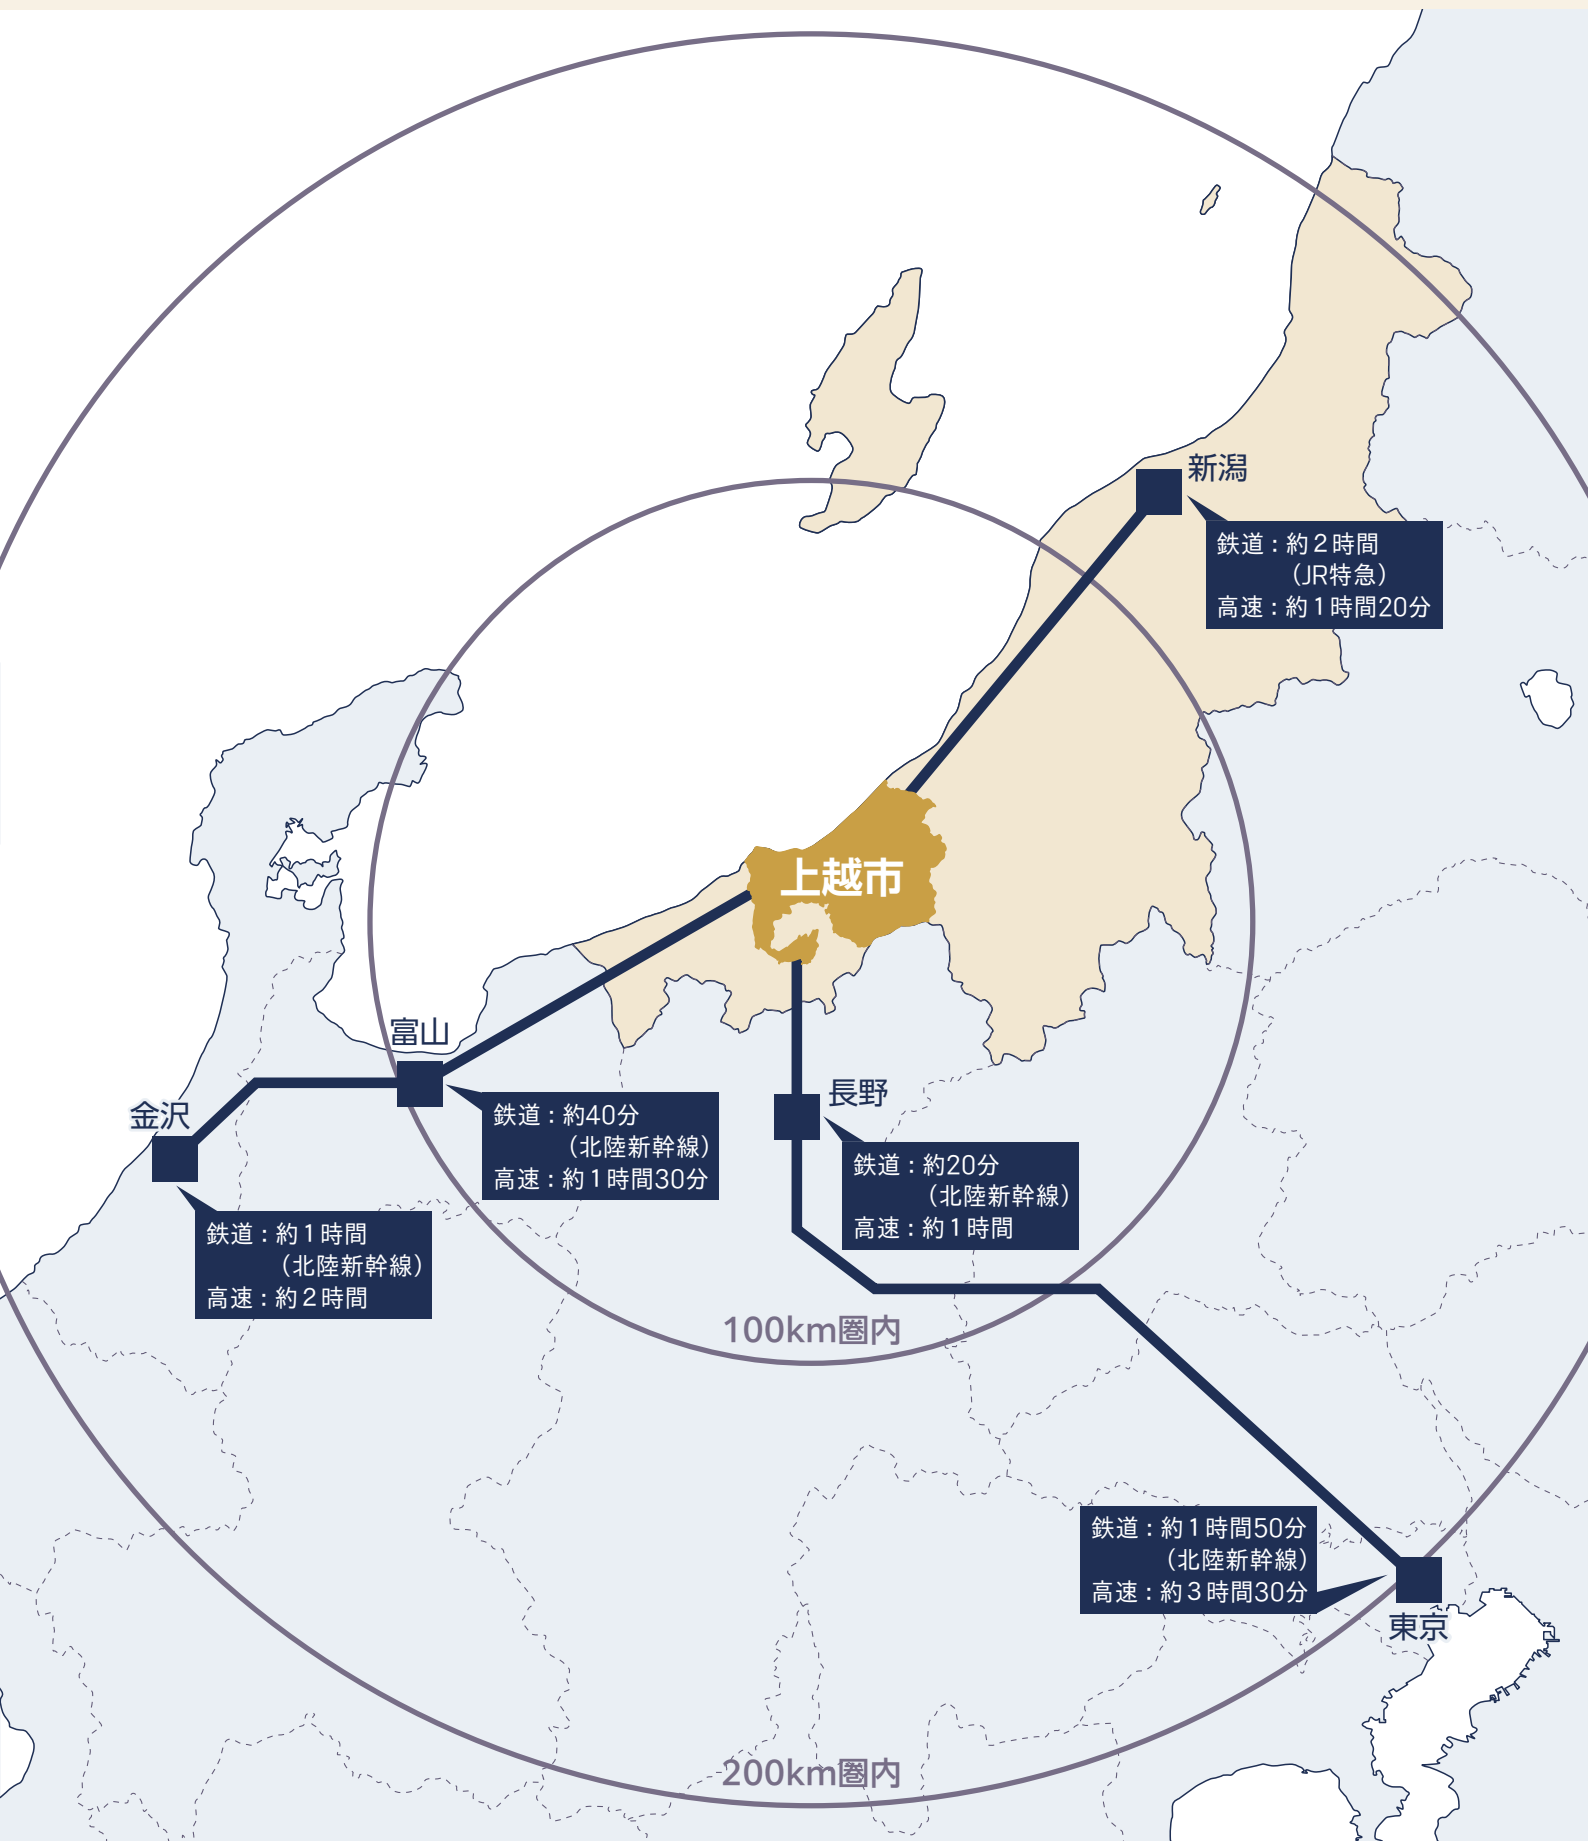 新潟
鉄道：約２時間
（JR特急）
高速：約１時間20分
上越市
富山
鉄道：約40分
（北陸新幹線）
高速：約１時間30分
長野
鉄道：約20分
（北陸新幹線）
高速：約１時間
金沢
鉄道：約１時間
（北陸新幹線）
高速：約２時間
100km圏内
鉄道：約１時間50分
（北陸新幹線）
高速：約３時間30分
東京
200km圏内